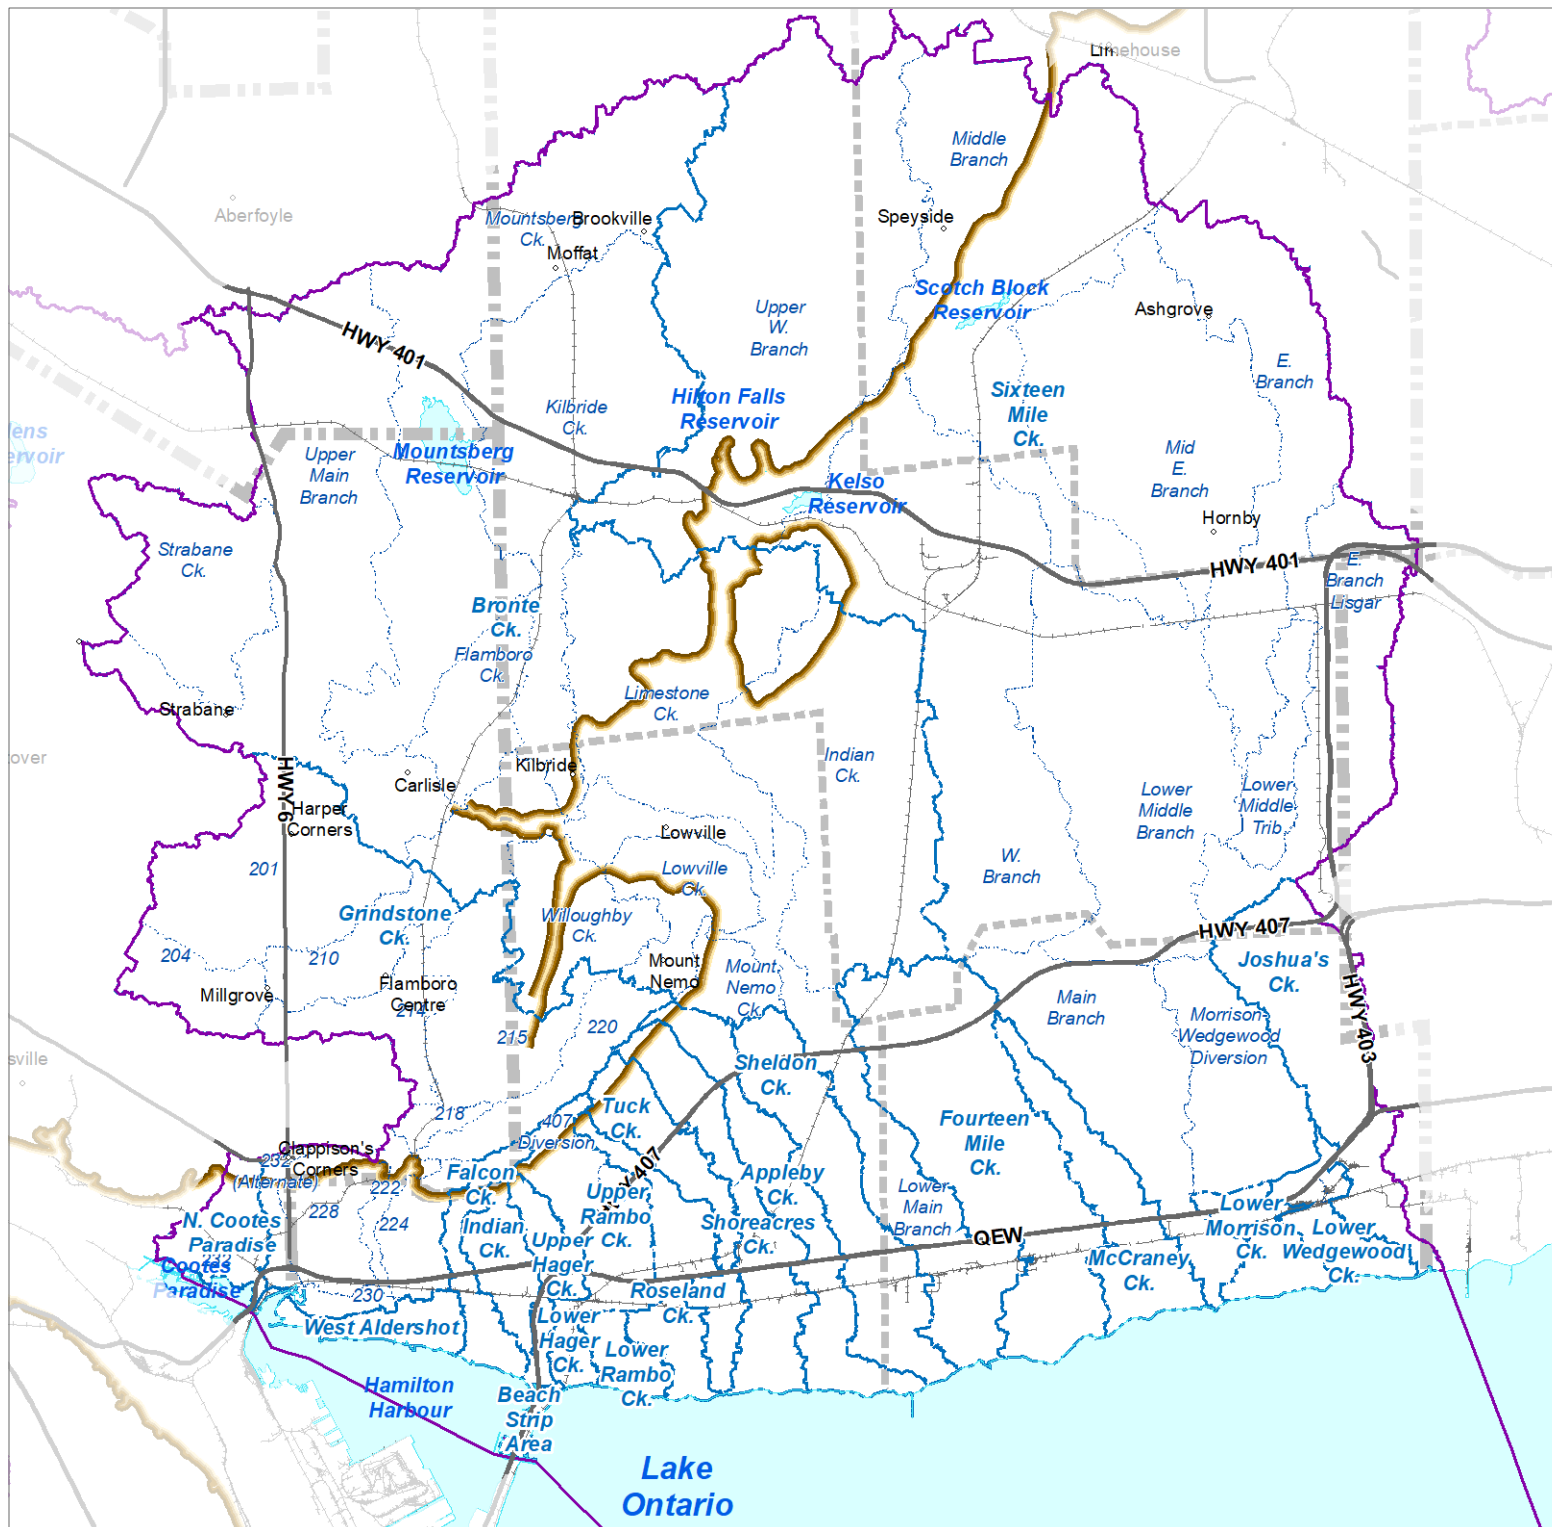 Limehouse
Middle
Branch
Aberfoyle
Mountsberg
Ck.
Brookville
Moffat
Speyside
Scotch Block
Reservoir
Ashgrove
Upper
W.
Branch
HWY 401
E.
Branch
Hilton Falls
Reservoir
Kilbride
Ck.
Sixteen
Mile
Ck.
Mountsberg
Reservoir
Upper
Main
Branch
Mid
E.
Branch
Kelso
Reservoir
Hornby
Strabane
Ck.
HWY 401
E.
Branch
Lisgar
Bronte
Ck.
Flamboro
Ck.
Limestone
Ck.
Strabane
Indian
Ck.
Kilbride
Carlisle
HWY 6
Harper
Corners
Lower
Middle
Branch
Lower
Middle
Trib.
Lowville
Lowville
Ck.
W.
Branch
201
Grindstone
Ck.
Willoughby
Ck.
HWY 407
204
210
Mount
Nemo
Mount
Nemo
Ck.
Joshua's
Ck.
Millgrove
Flamboro
Centre
Main
Branch
HWY 403
Morrison-
Wedgewood
Diversion
215
220
Sheldon
Ck.
218
Tuck
Ck.
407
Diversion
Fourteen
Mile
Ck.
Clappison's
Corners
232
(Alternate)
222
Falcon
Ck.
Y 407
Appleby
Ck.
Upper
Rambo
Ck.
Lower
Main
Branch
228
224
N. Cootes
Paradise
Indian
Ck.
Upper
Hager
Ck.
Shoreacres
Ck.
QEW
Lower
Morrison
Ck.
Lower
Wedgewood
Ck.
McCraney
Ck.
Cootes
Paradise
230
Roseland
Ck.
West Aldershot
Lower
Hager
Ck.
Lower
Rambo
Ck.
Hamilton
Harbour
Beach
Strip
Area
Lake
Ontario